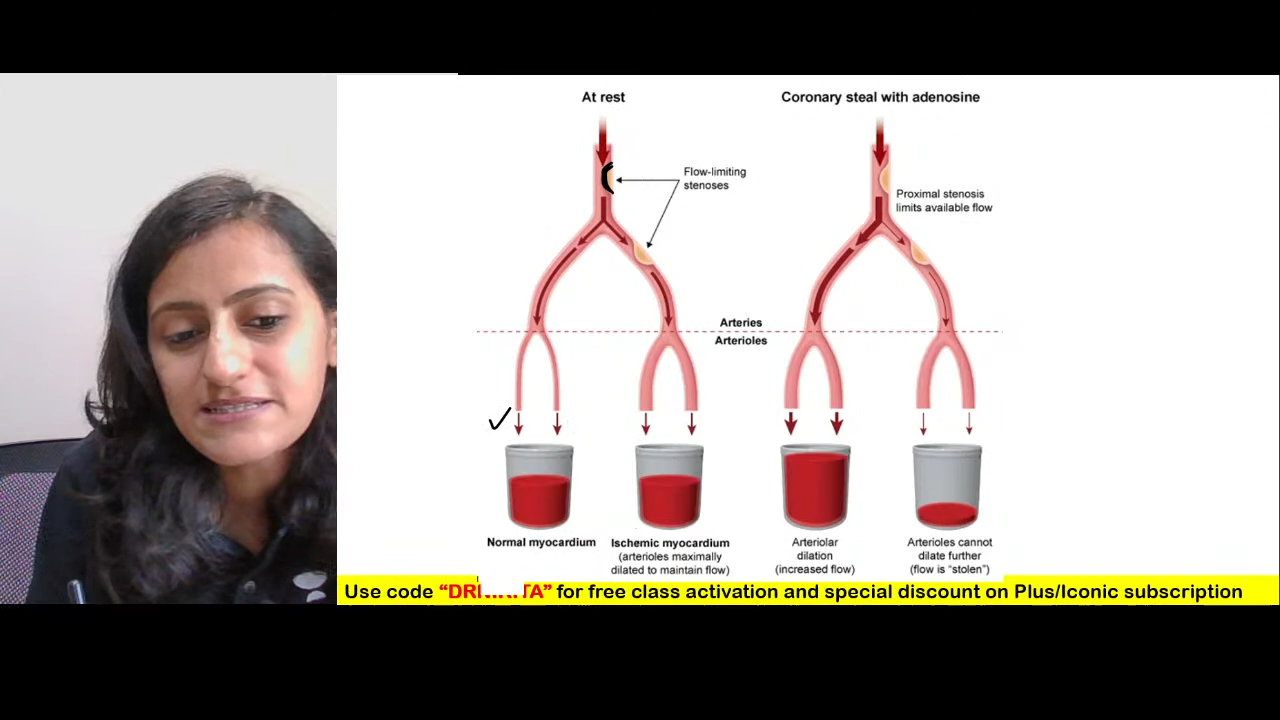 At rest
Coronary steal with adenosine
Flow-limiting
stenoses
Proximal stenosis
limits available flow
Arteries
Arterioles
Normal myocardium
Ischemic myocardium
(arterioles maximally
dilated to maintain flow)
Arteriolar
dilation
(increased flow)
Arterioles cannot
dilate further
(flow is "stolen")
Use code for free class activation and special discount on Plus/Iconic subscription